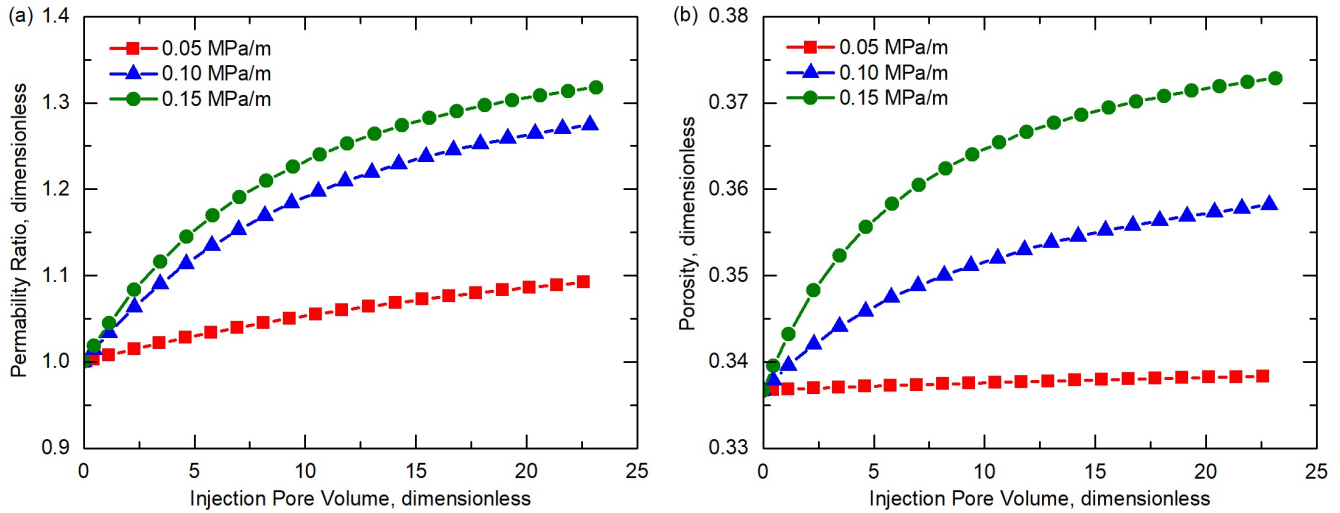 (a)
1.4
1.3
1.2
1.1
1.0
0.9
Permability Ratio, dimensionless
0.05 MPa/m
0.10 MPa/m
0.15 MPa/m
0 5 10 15 20 25
Injection Pore Volume, dimensionless
(b)
0.38
0.37
0.36
0.35
0.34
0.33
Porosity, dimensionless
0.05 MPa/m
0.10 MPa/m
0.15 MPa/m
0 5 10 15 20 25
Injection Pore Volume, dimensionless